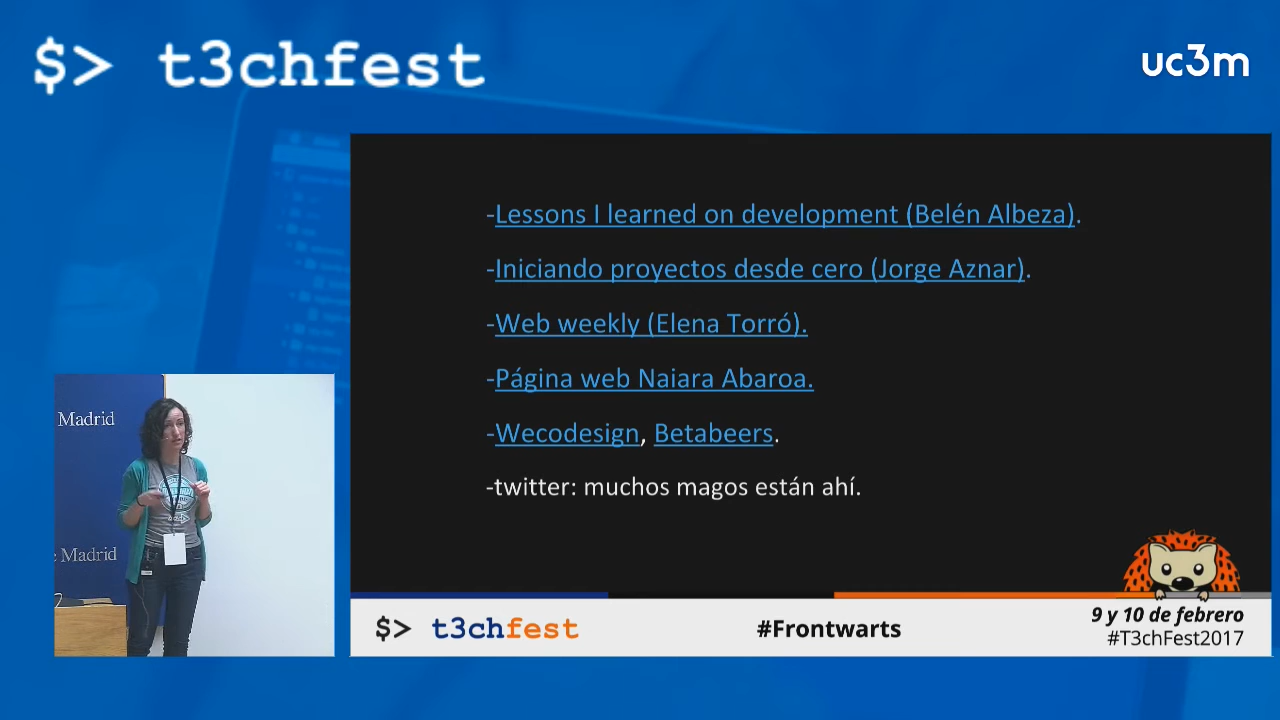 $> t3chfest
uc3m
-Lessons I learned on development (Belén Albeza).
-Iniciando proyectos desde cero (Jorge Aznar).
-Web weekly (Elena Torró).
-Página web Naiara Abaroa.
-Wecodesign, Betabeers.
-twitter: muchos magos están ahí.
Madrid
Madrid
$> t3chfest
#Frontwarts
9 y 10 de febrero
#T3chFest2017